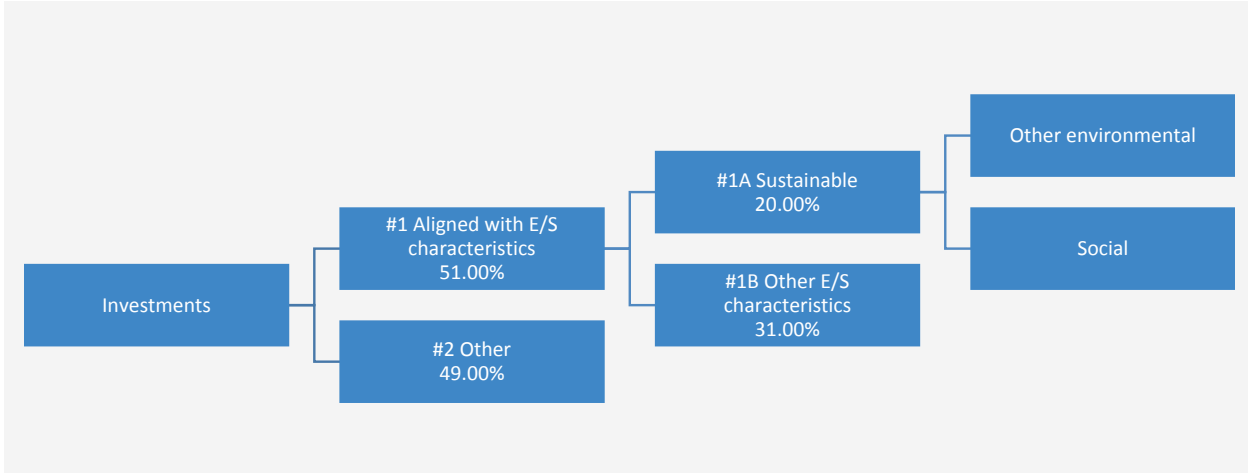 Investments
#1 Aligned with E/S
characteristics
51.00%
#2 Other
49.00%
#1A Sustainable
20.00%
#1B Other E/S
characteristics
31.00%
Other environmental
Social